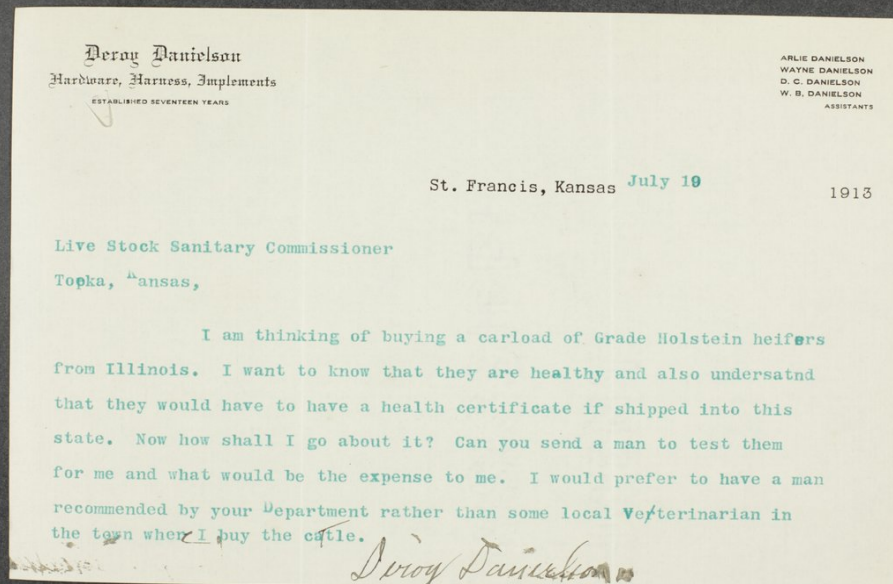 Deroy Danielson
Hardware, Harness, Implements
ESTABLISHED SEVENTEEN YEARS
ARLIE DANIELSON
WAYNE DANIELSON
D. C. DANIELSON
W. B. DANIELSON
ASSISTANTS
St. Francis, Kansas July 19 1913
Live Stock Sanitary Commissioner
Topka, Kansas,
I am thinking of buying a carload of Grade Holstein heifers
from Illinois. I want to know that they are healthy and also undersatnd
that they would have to have a health certificate if shipped into this
state. Now how shall I go about it? Can you send a man to test them
for me and what would be the expense to me. I would prefer to have a man
recommended by your Department rather than some local Veterinarian in
the town when I buy the catle.
Deroy Danielson